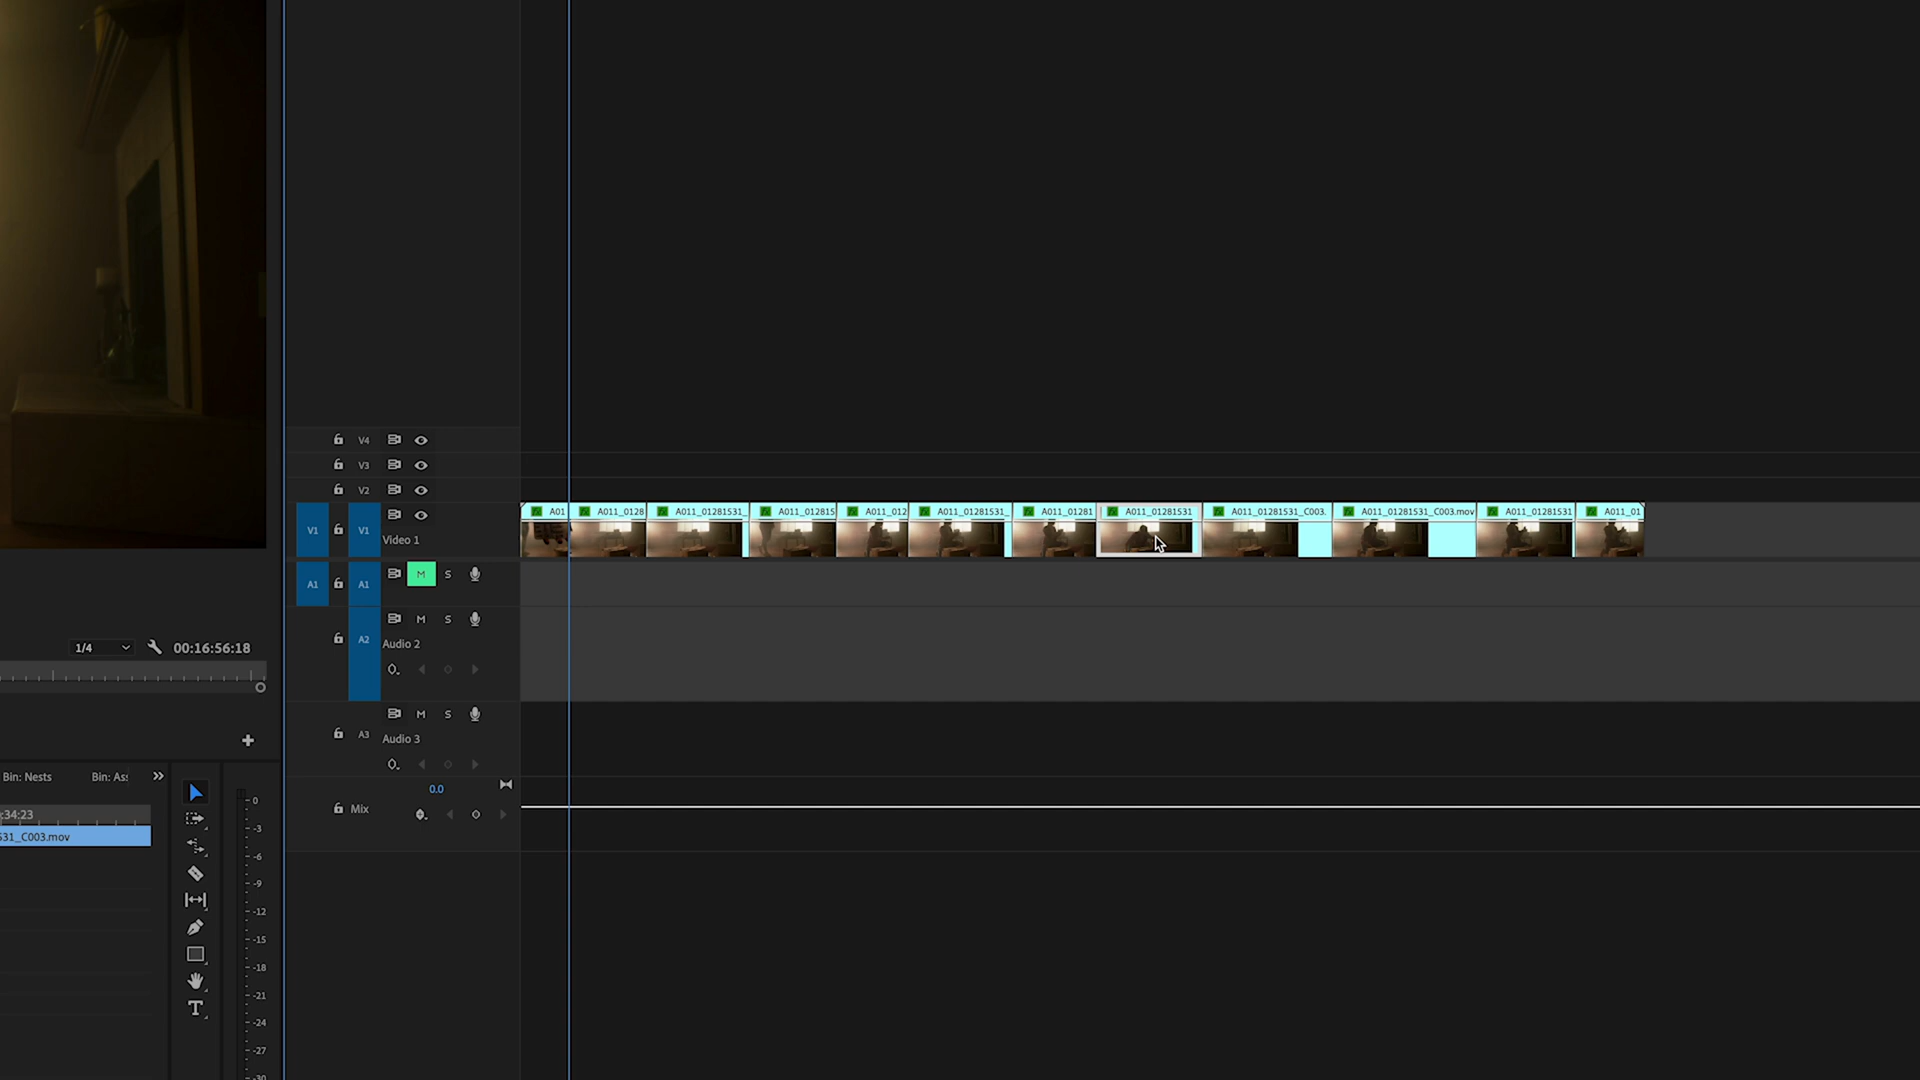 V4
V3
V2
A01 A011_0128 A011_01281531_ A011_012815 A011_012 A011_01281531_ A011_01281 A011_01281531 A011_01281531_C003. A011_01281531_C003.mov A011_01281531 A011_01
V1 V1
Video 1
A1 A1 M S
A2 M S
Audio 2
1/4 00:16:56:18
M S
A3
Audio 3
Bin: Nests Bin: As
0.0
Mix
:34:23
531_C003.mov
0
-3
-6
-9
-12
-15
-18
-21
-24
-27
-30